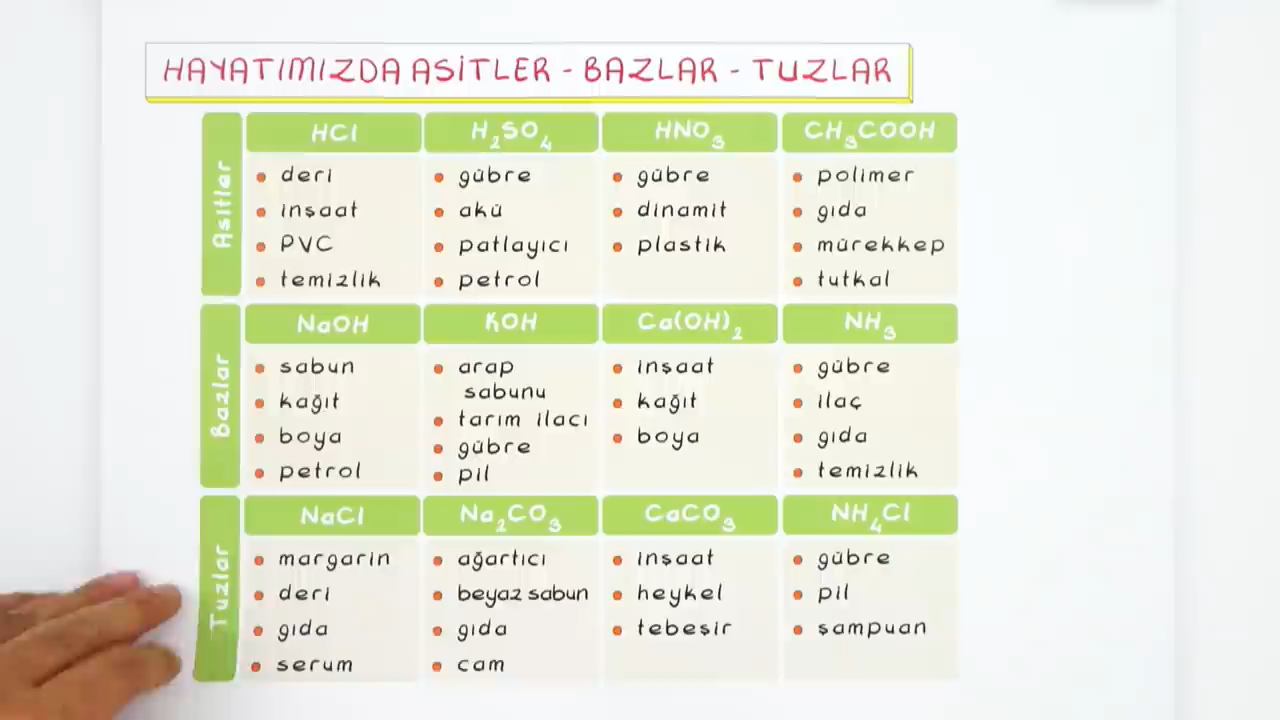 HAYATIMIZDA ASİTLER - BAZLAR - TUZLAR
Asitler
HCl
deri
inşaat
PVC
temizlik
H₂SO₄
gübre
akü
patlayıcı
petrol
HNO₃
gübre
dinamit
plastik
CH₃COOH
polimer
gıda
mürekkep
tutkal
Bazlar
NaOH
sabun
kağıt
boya
petrol
KOH
arap
sabunu
tarım ilacı
gübre
pil
Ca(OH)₂
inşaat
kağıt
boya
NH₃
gübre
ilaç
gıda
temizlik
Tuzlar
NaCl
margarin
deri
gıda
serum
Na₂CO₃
ağartıcı
beyaz sabun
gıda
cam
CaCO₃
inşaat
heykel
tebeşir
NH₄Cl
gübre
pil
şampuan